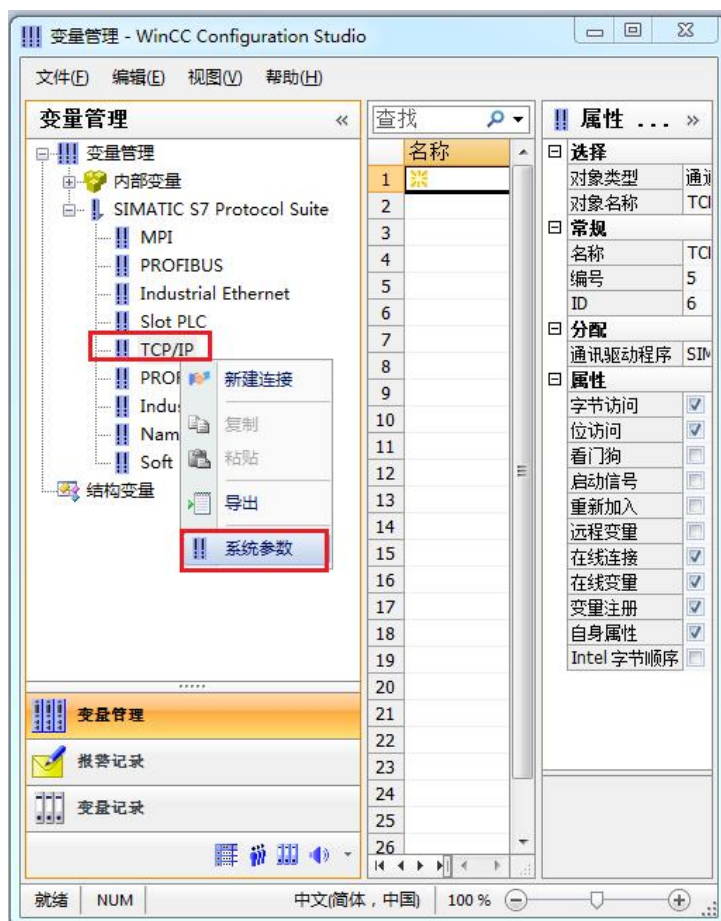 变量管理 - WinCC Configuration Studio
文件(F) 编辑(E) 视图(V) 帮助(H)
变量管理 «
变量管理
内部变量
SIMATIC S7 Protocol Suite
MPI
PROFIBUS
Industrial Ethernet
Slot PLC
TCP/IP
PROF
Indus
Nam
Soft
结构变量
新建连接
复制
粘贴
导出
系统参数
变量管理
报警记录
变量记录
查找
名称
1
2
3
4
5
6
7
8
9
10
11
12
13
14
15
16
17
18
19
20
21
22
23
24
25
26
属性 ... »
选择
对象类型 通讯
对象名称 TCI
常规
名称 TCI
编号 5
ID 6
分配
通讯驱动程序 SIM
属性
字节访问
位访问
看门狗
启动信号
重新加入
远程变量
在线连接
在线变量
变量注册
自身属性
Intel 字节顺序
就绪 NUM 中文(简体，中国) 100 %